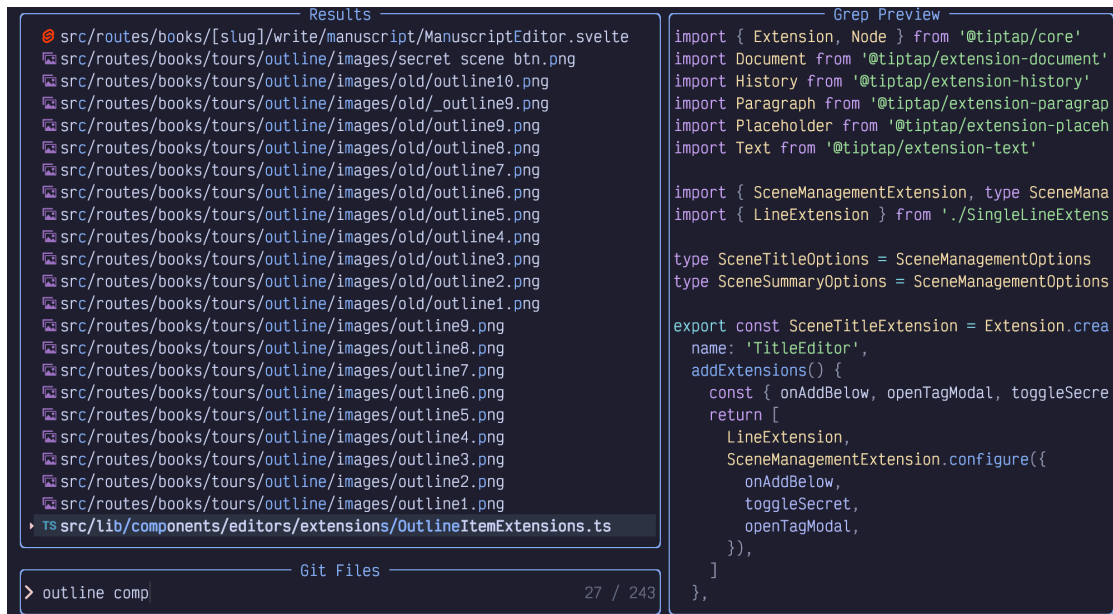 Results
src/routes/books/[slug]/write/manuscript/ManuscriptEditor.svelte
src/routes/books/tours/outline/images/secret scene btn.png
src/routes/books/tours/outline/images/old/outline10.png
src/routes/books/tours/outline/images/old/_outline9.png
src/routes/books/tours/outline/images/old/outline9.png
src/routes/books/tours/outline/images/old/outline8.png
src/routes/books/tours/outline/images/old/outline7.png
src/routes/books/tours/outline/images/old/outline6.png
src/routes/books/tours/outline/images/old/outline5.png
src/routes/books/tours/outline/images/old/outline4.png
src/routes/books/tours/outline/images/old/outline3.png
src/routes/books/tours/outline/images/old/outline2.png
src/routes/books/tours/outline/images/old/outline1.png
src/routes/books/tours/outline/images/outline9.png
src/routes/books/tours/outline/images/outline8.png
src/routes/books/tours/outline/images/outline7.png
src/routes/books/tours/outline/images/outline6.png
src/routes/books/tours/outline/images/outline5.png
src/routes/books/tours/outline/images/outline4.png
src/routes/books/tours/outline/images/outline3.png
src/routes/books/tours/outline/images/outline2.png
src/routes/books/tours/outline/images/outline1.png
TS src/lib/components/editors/extensions/OutlineItemExtensions.ts
Git Files
> outline comp 27 / 243
Grep Preview
import { Extension, Node } from '@tiptap/core'
import Document from '@tiptap/extension-document'
import History from '@tiptap/extension-history'
import Paragraph from '@tiptap/extension-paragrap
import Placeholder from '@tiptap/extension-placeh
import Text from '@tiptap/extension-text'
import { SceneManagementExtension, type SceneMana
import { LineExtension } from './SingleLineExtens
type SceneTitleOptions = SceneManagementOptions
type SceneSummaryOptions = SceneManagementOptions
export const SceneTitleExtension = Extension.crea
name: 'TitleEditor',
addExtensions() {
const { onAddBelow, openTagModal, toggleSecre
return [
LineExtension,
SceneManagementExtension.configure({
onAddBelow,
toggleSecret,
openTagModal,
}),
]
},